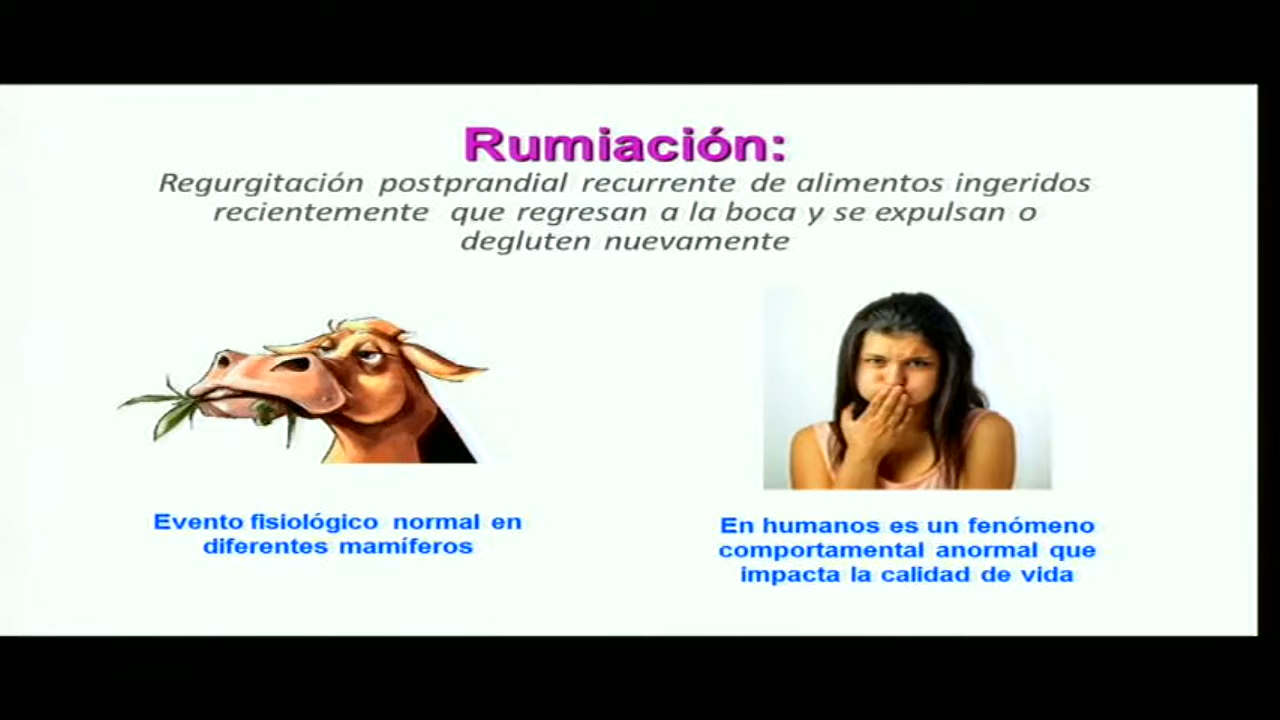 Rumiación:
Regurgitación postprandial recurrente de alimentos ingeridos
recientemente que regresan a la boca y se expulsan o
degluten nuevamente
Evento fisiológico normal en
diferentes mamíferos
En humanos es un fenómeno
comportamental anormal que
impacta la calidad de vida